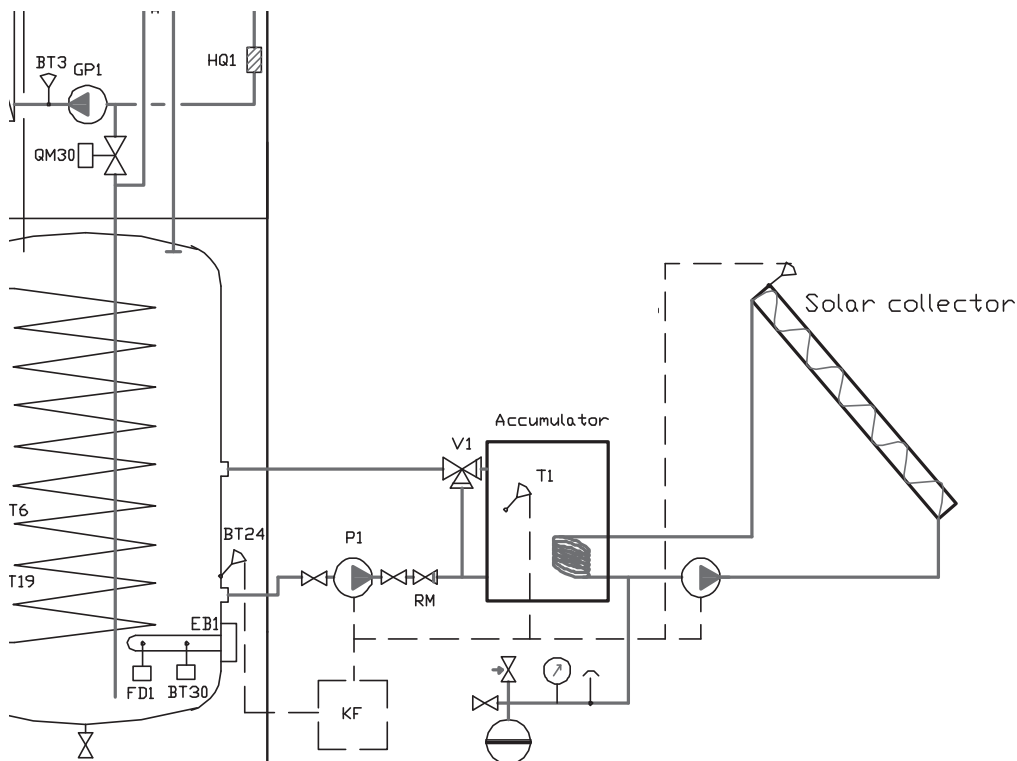 BT3
GP1
HQ1
QM30
Solar collector
Accumulator
V1
T1
T6
BT24
P1
T19
RM
EB1
FD1
BT30
KF